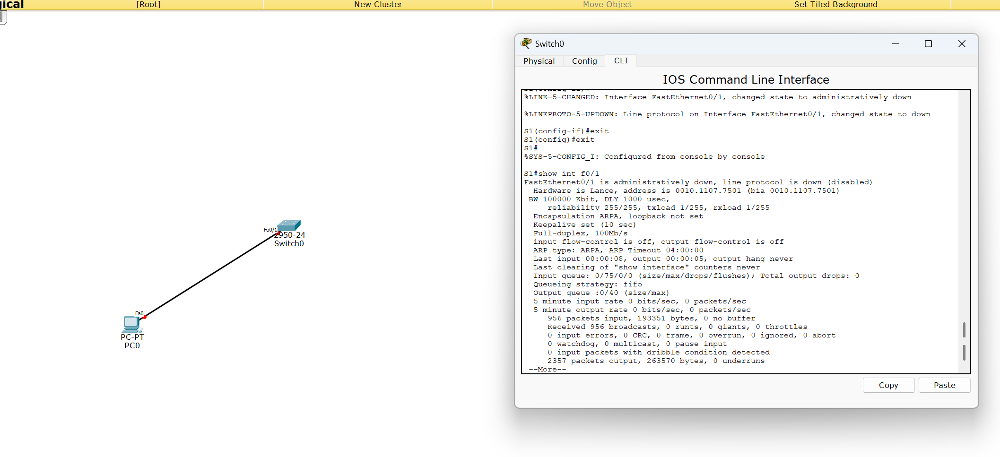 [Root]
New Cluster
Move Object
Set Tiled Background
Switch0
Physical
Config
CLI
IOS Command Line Interface
%LINK-5-CHANGED: Interface FastEthernet0/1, changed state to administratively down
%LINEPROTO-5-UPDOWN: Line protocol on Interface FastEthernet0/1, changed state to down
S1(config-if)#exit
S1(config)#exit
S1#
%SYS-5-CONFIG_I: Configured from console by console
S1#show int f0/1
FastEthernet0/1 is administratively down, line protocol is down (disabled)
Hardware is Lance, address is 0010.1107.7501 (bia 0010.1107.7501)
BW 100000 Kbit, DLY 1000 usec,
reliability 255/255, txload 1/255, rxload 1/255
Encapsulation ARPA, loopback not set
Keepalive set (10 sec)
Full-duplex, 100Mb/s
input flow-control is off, output flow-control is off
ARP type: ARPA, ARP Timeout 04:00:00
Last input 00:00:08, output 00:00:05, output hang never
Last clearing of "show interface" counters never
Input queue: 0/75/0/0 (size/max/drops/flushes); Total output drops: 0
Queueing strategy: fifo
Output queue :0/40 (size/max)
5 minute input rate 0 bits/sec, 0 packets/sec
5 minute output rate 0 bits/sec, 0 packets/sec
956 packets input, 193351 bytes, 0 no buffer
Received 956 broadcasts, 0 runts, 0 giants, 0 throttles
0 input errors, 0 CRC, 0 frame, 0 overrun, 0 ignored, 0 abort
0 watchdog, 0 multicast, 0 pause input
0 input packets with dribble condition detected
2357 packets output, 263570 bytes, 0 underruns
--More--
Copy
Paste
Fa0/1
2950-24
Switch0
Fa0
PC-PT
PC0